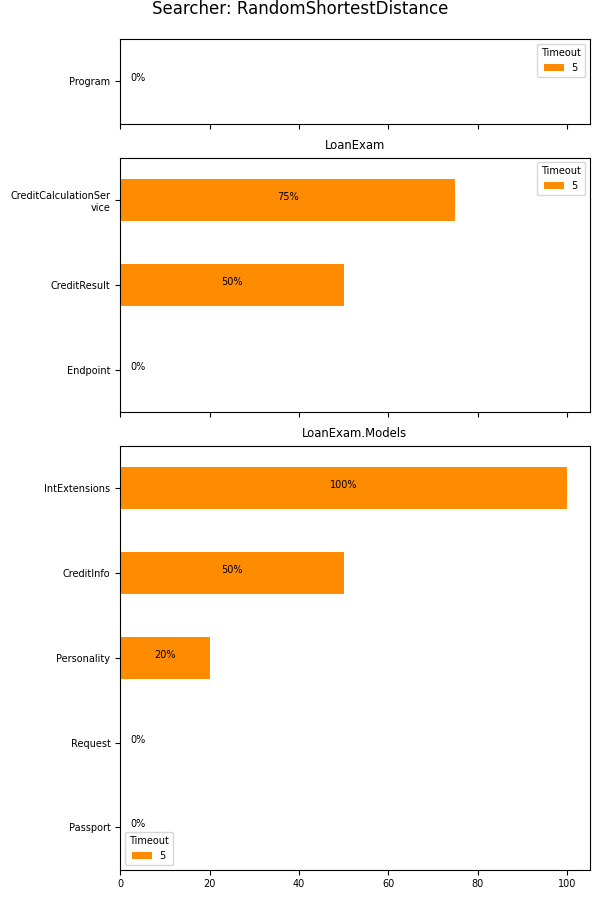 Searcher: RandomShortestDistance
Timeout
5
Program
0%
LoanExam
Timeout
5
CreditCalculationSer
vice
75%
CreditResult
50%
Endpoint
0%
LoanExam.Models
IntExtensions
100%
CreditInfo
50%
Personality
20%
Request
0%
Passport
0%
Timeout
5
0 20 40 60 80 100